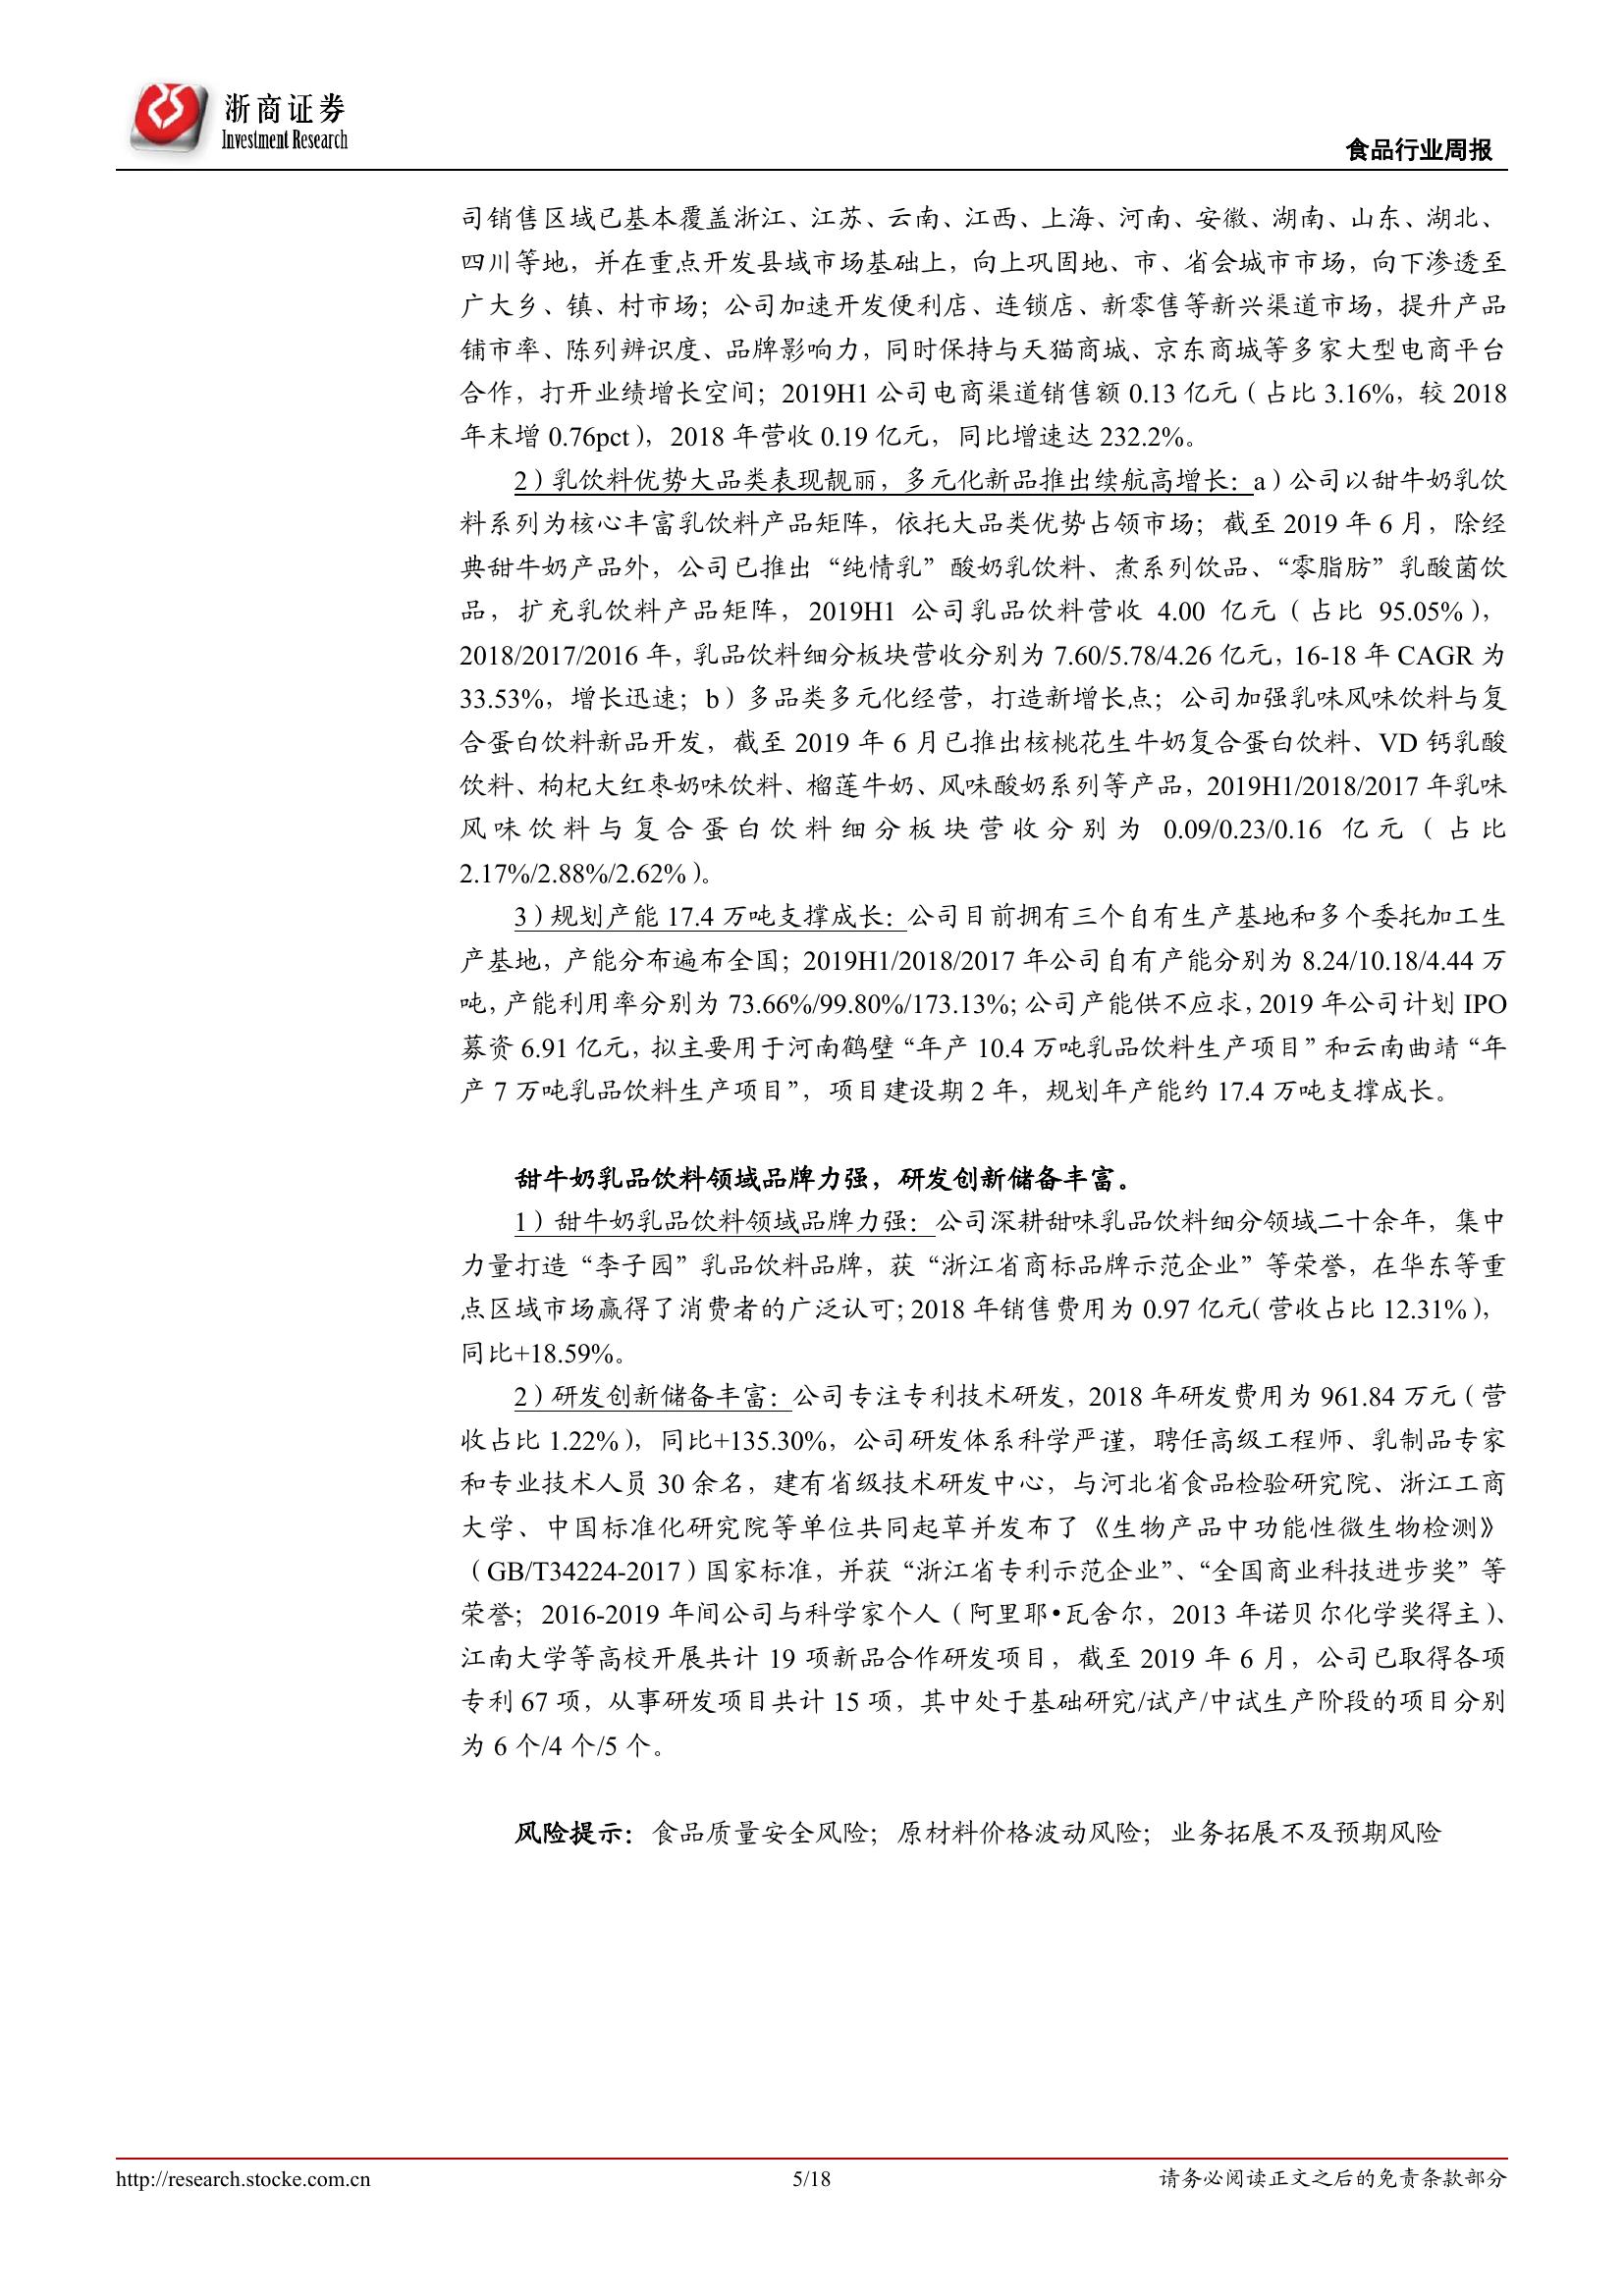 浙商证券
Investment Research
食品行业周报
司销售区域已基本覆盖浙江、江苏、云南、江西、上海、河南、安徽、湖南、山东、湖北、
四川等地，并在重点开发县域市场基础上，向上巩固地、市、省会城市市场，向下渗透至
广大乡、镇、村市场；公司加速开发便利店、连锁店、新零售等新兴渠道市场，提升产品
铺市率、陈列辨识度、品牌影响力，同时保持与天猫商城、京东商城等多家大型电商平台
合作，打开业绩增长空间；2019H1 公司电商渠道销售额 0.13 亿元（占比 3.16%，较 2018
年末增 0.76pct），2018 年营收 0.19 亿元，同比增速达 232.2%。
2）乳饮料优势大品类表现靓丽，多元化新品推出续航高增长：a）公司以甜牛奶乳饮
料系列为核心丰富乳饮料产品矩阵，依托大品类优势占领市场；截至 2019 年 6 月，除经
典甜牛奶产品外，公司已推出“纯情乳”酸奶乳饮料、煮系列饮品、“零脂肪”乳酸菌饮
品，扩充乳饮料产品矩阵，2019H1 公司乳品饮料营收 4.00 亿元（占比 95.05%），
2018/2017/2016 年，乳品饮料细分板块营收分别为 7.60/5.78/4.26 亿元，16-18 年 CAGR 为
33.53%，增长迅速；b）多品类多元化经营，打造新增长点；公司加强乳味风味饮料与复
合蛋白饮料新品开发，截至 2019 年 6 月已推出核桃花生牛奶复合蛋白饮料、VD 钙乳酸
饮料、枸杞大红枣奶味饮料、榴莲牛奶、风味酸奶系列等产品，2019H1/2018/2017 年乳味
风味饮料与复合蛋白饮料细分板块营收分别为 0.09/0.23/0.16 亿元（占比
2.17%/2.88%/2.62%）。
3）规划产能 17.4 万吨支撑成长：公司目前拥有三个自有生产基地和多个委托加工生
产基地，产能分布遍布全国；2019H1/2018/2017 年公司自有产能分别为 8.24/10.18/4.44 万
吨，产能利用率分别为 73.66%/99.80%/173.13%；公司产能供不应求，2019 年公司计划 IPO
募资 6.91 亿元，拟主要用于河南鹤壁“年产 10.4 万吨乳品饮料生产项目”和云南曲靖“年
产 7 万吨乳品饮料生产项目”，项目建设期 2 年，规划年产能约 17.4 万吨支撑成长。
甜牛奶乳品饮料领域品牌力强，研发创新储备丰富。
1）甜牛奶乳品饮料领域品牌力强：公司深耕甜味乳品饮料细分领域二十余年，集中
力量打造“李子园”乳品饮料品牌，获“浙江省商标品牌示范企业”等荣誉，在华东等重
点区域市场赢得了消费者的广泛认可；2018 年销售费用为 0.97 亿元（营收占比 12.31%），
同比+18.59%。
2）研发创新储备丰富：公司专注专利技术研发，2018 年研发费用为 961.84 万元（营
收占比 1.22%），同比+135.30%，公司研发体系科学严谨，聘任高级工程师、乳制品专家
和专业技术人员 30 余名，建有省级技术研发中心，与河北省食品检验研究院、浙江工商
大学、中国标准化研究院等单位共同起草并发布了《生物产品中功能性微生物检测》
（GB/T34224-2017）国家标准，并获“浙江省专利示范企业”、“全国商业科技进步奖”等
荣誉；2016-2019 年间公司与科学家个人（阿里耶•瓦舍尔，2013 年诺贝尔化学奖得主）、
江南大学等高校开展共计 19 项新品合作研发项目，截至 2019 年 6 月，公司已取得各项
专利 67 项，从事研发项目共计 15 项，其中处于基础研究/试产/中试生产阶段的项目分别
为 6 个/4 个/5 个。
风险提示：食品质量安全风险；原材料价格波动风险；业务拓展不及预期风险
http://research.stocke.com.cn
5/18
请务必阅读正文之后的免责条款部分